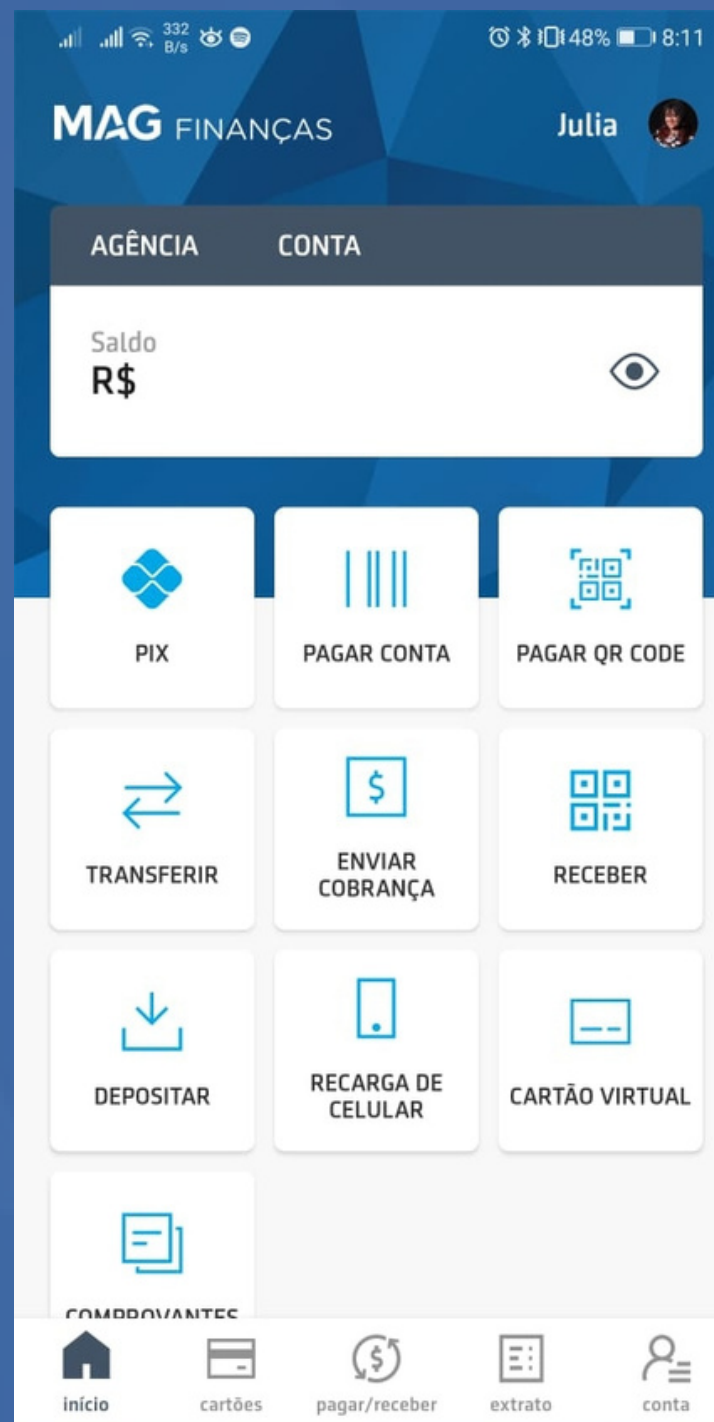 332
B/s
48% 8:11
MAG FINANÇAS
Julia
AGÊNCIA CONTA
Saldo
R$
PIX
PAGAR CONTA
PAGAR QR CODE
TRANSFERIR
ENVIAR
COBRANÇA
RECEBER
DEPOSITAR
RECARGA DE
CELULAR
CARTÃO VIRTUAL
COMPROVANTES
início
cartões
pagar/receber
extrato
conta